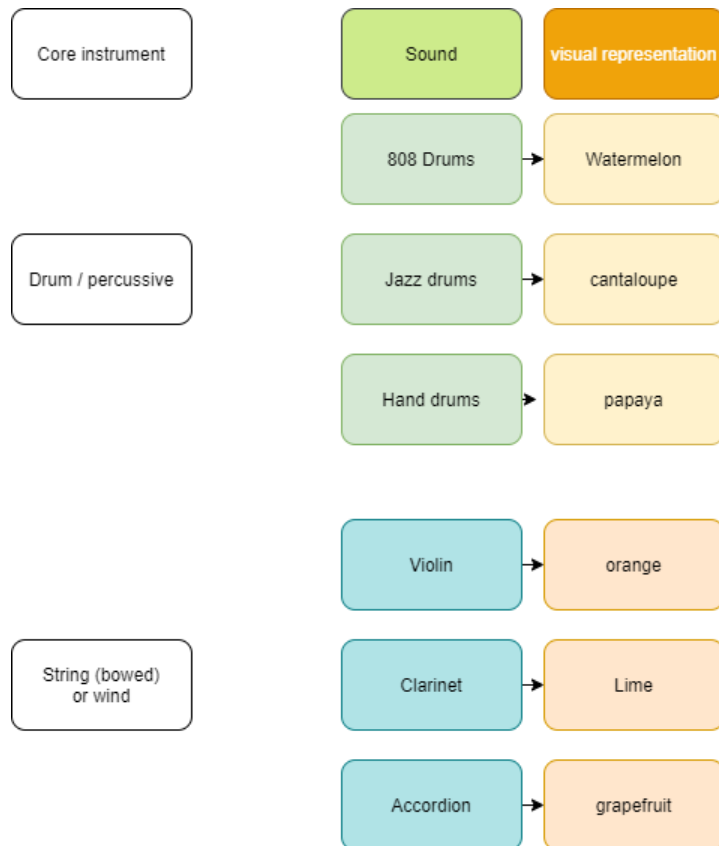 Core instrument
Sound
visual representation
808 Drums
Watermelon
Drum / percussive
Jazz drums
cantaloupe
Hand drums
papaya
Violin
orange
String (bowed)
or wind
Clarinet
Lime
Accordion
grapefruit